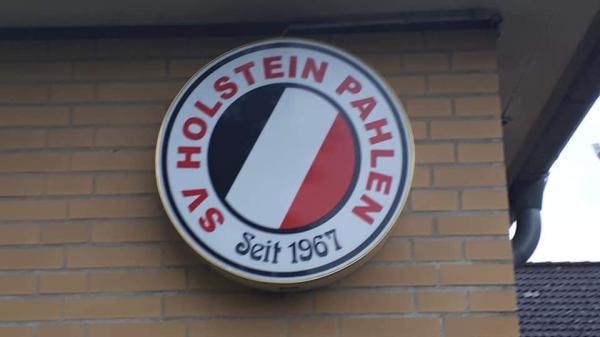 SV HOLSTEIN PAHLEN
Seit 1967